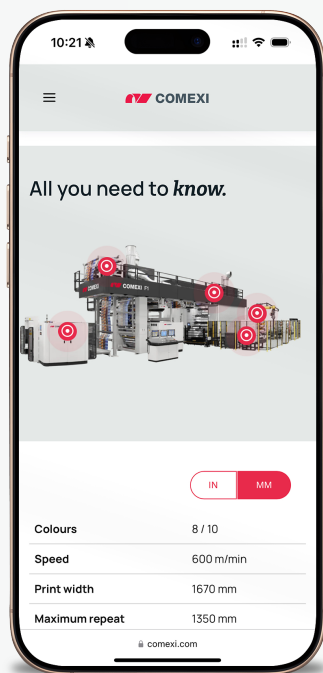 10:21
COMEXI
All you need to know.
COMEXI F1
IN MM
Colours 8 / 10
Speed 600 m/min
Print width 1670 mm
Maximum repeat 1350 mm
comexi.com